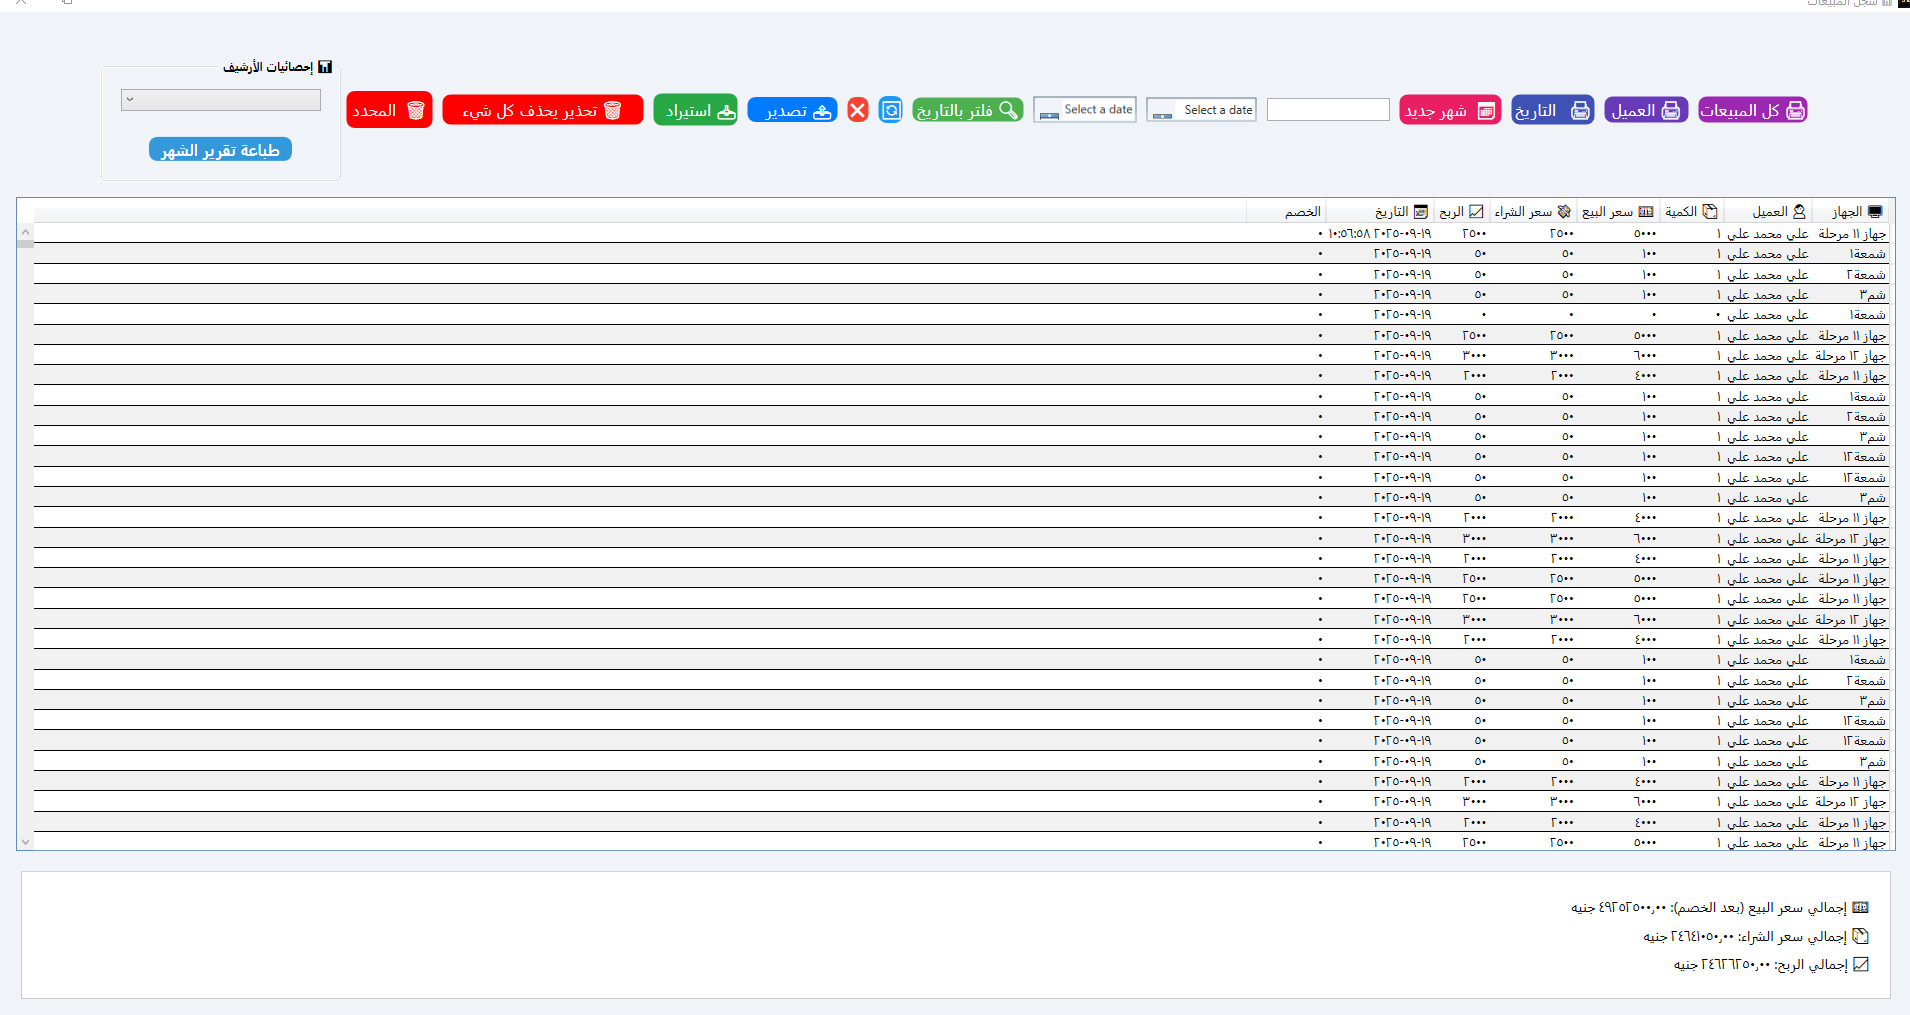 سجل المبيعات
كل المبيعات العميل التاريخ شهر جديد Select a date Select a date فلتر بالتاريخ تصدير استيراد تحذير يحذف كل شيء المحدد
إحصائيات الأرشيف
طباعة تقرير الشهر
الجهاز العميل الكمية سعر البيع سعر الشراء الربح التاريخ الخصم
جهاز ١١ مرحلة علي محمد علي ١ ٥٠٠٠ ٢٥٠٠ ٢٥٠٠ ٢٠٢٥-٠٩-١٩ ١٠:٥٦:٥٨ ٠
شمعة١ علي محمد علي ١ ١٠٠ ٥٠ ٥٠ ٢٠٢٥-٠٩-١٩ ٠
شمعة٢ علي محمد علي ١ ١٠٠ ٥٠ ٥٠ ٢٠٢٥-٠٩-١٩ ٠
شم٣ علي محمد علي ١ ١٠٠ ٥٠ ٥٠ ٢٠٢٥-٠٩-١٩ ٠
شمعة١ علي محمد علي ٠ ٠ ٠ ٠ ٢٠٢٥-٠٩-١٩ ٠
جهاز ١١ مرحلة علي محمد علي ١ ٥٠٠٠ ٢٥٠٠ ٢٥٠٠ ٢٠٢٥-٠٩-١٩ ٠
جهاز ١٢ مرحلة علي محمد علي ١ ٦٠٠٠ ٣٠٠٠ ٣٠٠٠ ٢٠٢٥-٠٩-١٩ ٠
جهاز ١١ مرحلة علي محمد علي ١ ٤٠٠٠ ٢٠٠٠ ٢٠٠٠ ٢٠٢٥-٠٩-١٩ ٠
شمعة١ علي محمد علي ١ ١٠٠ ٥٠ ٥٠ ٢٠٢٥-٠٩-١٩ ٠
شمعة٢ علي محمد علي ١ ١٠٠ ٥٠ ٥٠ ٢٠٢٥-٠٩-١٩ ٠
شم٣ علي محمد علي ١ ١٠٠ ٥٠ ٥٠ ٢٠٢٥-٠٩-١٩ ٠
شمعة١٢ علي محمد علي ١ ١٠٠ ٥٠ ٥٠ ٢٠٢٥-٠٩-١٩ ٠
شمعة١٢ علي محمد علي ١ ١٠٠ ٥٠ ٥٠ ٢٠٢٥-٠٩-١٩ ٠
شم٣ علي محمد علي ١ ١٠٠ ٥٠ ٥٠ ٢٠٢٥-٠٩-١٩ ٠
جهاز ١١ مرحلة علي محمد علي ١ ٤٠٠٠ ٢٠٠٠ ٢٠٠٠ ٢٠٢٥-٠٩-١٩ ٠
جهاز ١٢ مرحلة علي محمد علي ١ ٦٠٠٠ ٣٠٠٠ ٣٠٠٠ ٢٠٢٥-٠٩-١٩ ٠
جهاز ١١ مرحلة علي محمد علي ١ ٤٠٠٠ ٢٠٠٠ ٢٠٠٠ ٢٠٢٥-٠٩-١٩ ٠
جهاز ١١ مرحلة علي محمد علي ١ ٥٠٠٠ ٢٥٠٠ ٢٥٠٠ ٢٠٢٥-٠٩-١٩ ٠
جهاز ١١ مرحلة علي محمد علي ١ ٥٠٠٠ ٢٥٠٠ ٢٥٠٠ ٢٠٢٥-٠٩-١٩ ٠
جهاز ١٢ مرحلة علي محمد علي ١ ٦٠٠٠ ٣٠٠٠ ٣٠٠٠ ٢٠٢٥-٠٩-١٩ ٠
جهاز ١١ مرحلة علي محمد علي ١ ٤٠٠٠ ٢٠٠٠ ٢٠٠٠ ٢٠٢٥-٠٩-١٩ ٠
شمعة١ علي محمد علي ١ ١٠٠ ٥٠ ٥٠ ٢٠٢٥-٠٩-١٩ ٠
شمعة٢ علي محمد علي ١ ١٠٠ ٥٠ ٥٠ ٢٠٢٥-٠٩-١٩ ٠
شم٣ علي محمد علي ١ ١٠٠ ٥٠ ٥٠ ٢٠٢٥-٠٩-١٩ ٠
شمعة١٢ علي محمد علي ١ ١٠٠ ٥٠ ٥٠ ٢٠٢٥-٠٩-١٩ ٠
شمعة١٢ علي محمد علي ١ ١٠٠ ٥٠ ٥٠ ٢٠٢٥-٠٩-١٩ ٠
شم٣ علي محمد علي ١ ١٠٠ ٥٠ ٥٠ ٢٠٢٥-٠٩-١٩ ٠
جهاز ١١ مرحلة علي محمد علي ١ ٤٠٠٠ ٢٠٠٠ ٢٠٠٠ ٢٠٢٥-٠٩-١٩ ٠
جهاز ١٢ مرحلة علي محمد علي ١ ٦٠٠٠ ٣٠٠٠ ٣٠٠٠ ٢٠٢٥-٠٩-١٩ ٠
جهاز ١١ مرحلة علي محمد علي ١ ٤٠٠٠ ٢٠٠٠ ٢٠٠٠ ٢٠٢٥-٠٩-١٩ ٠
جهاز ١١ مرحلة علي محمد علي ١ ٥٠٠٠ ٢٥٠٠ ٢٥٠٠ ٢٠٢٥-٠٩-١٩ ٠
إجمالي سعر البيع (بعد الخصم): ٤٩٢٥٢٥٠٠٫٠٠ جنيه
إجمالي سعر الشراء: ٢٤٦٤١٠٥٠٫٠٠ جنيه
إجمالي الربح: ٢٤٦٢٦٢٥٠٫٠٠ جنيه